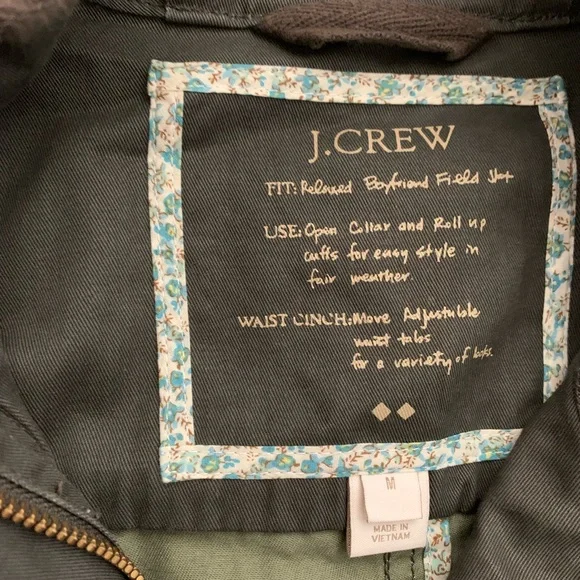 J.CREW
FIT: Relaxed Boyfriend Field
USE: Open Collar and Roll up
cuffs for easy style in
fair weather.
WAIST CINCH: Move Adjustable
waist tabs
for a variety of looks.
M
MADE IN
VIETNAM